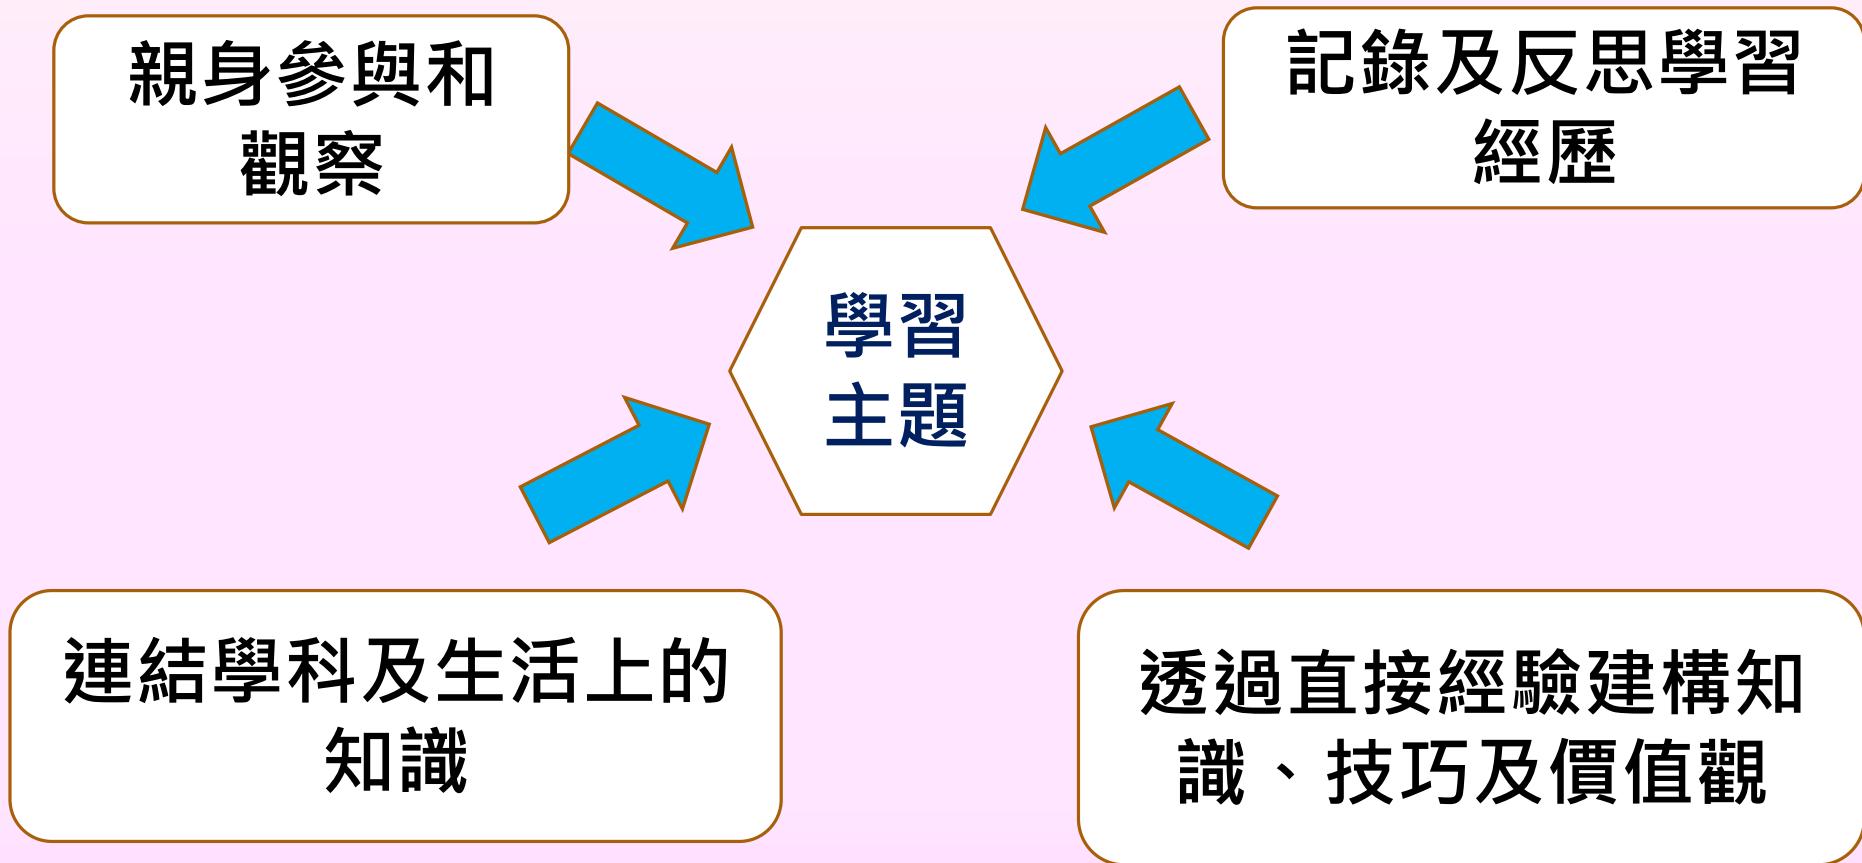 親身參與和
觀察
記錄及反思學習
經歷
學習
主題
連結學科及生活上的
知識
透過直接經驗建構知
識、技巧及價值觀